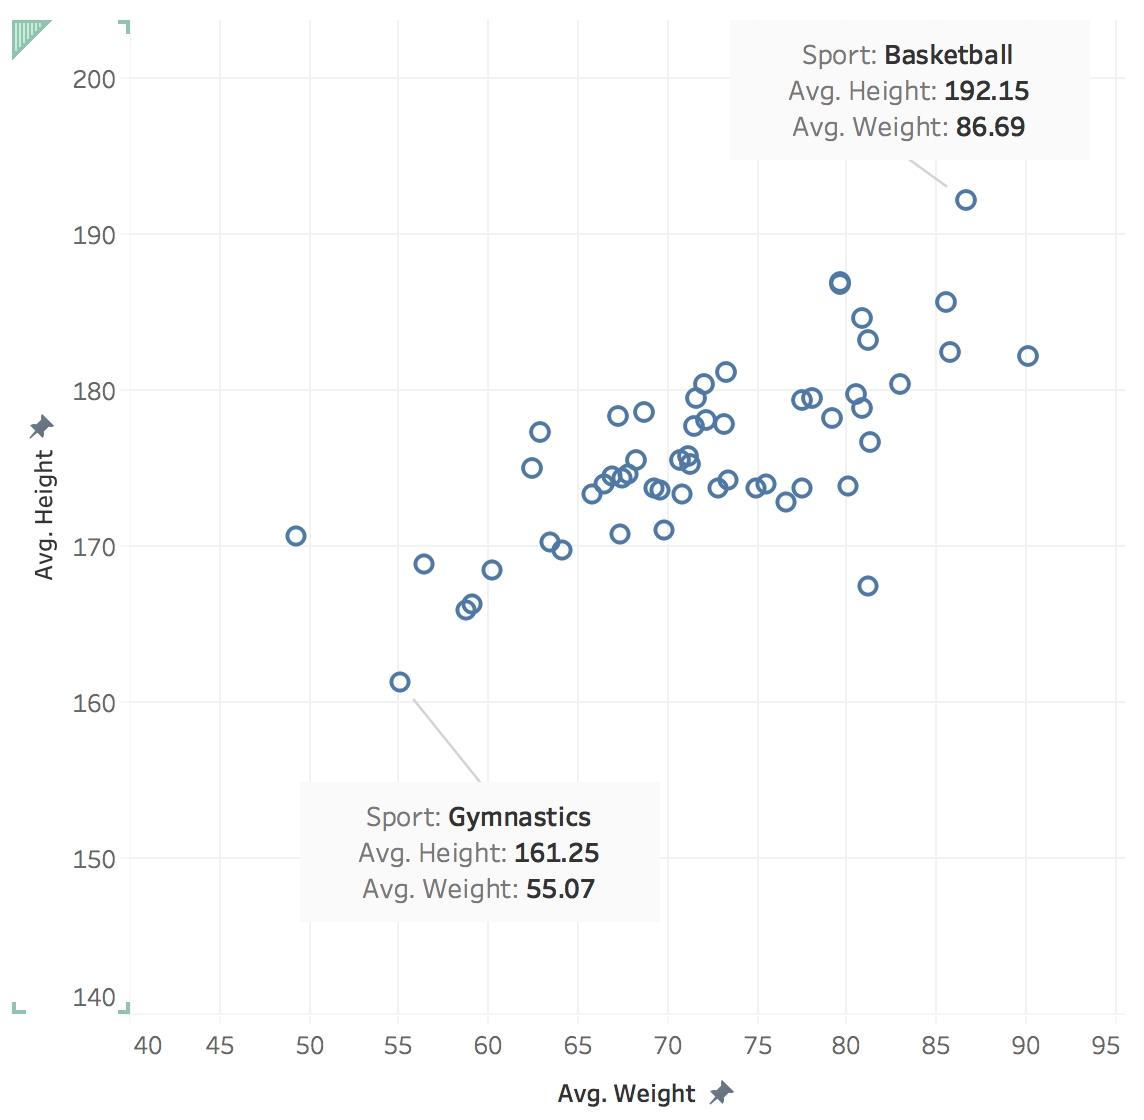 Sport: Basketball
Avg. Height: 192.15
Avg. Weight: 86.69
200
190
180
170
160
150
140
Avg. Height
Sport: Gymnastics
Avg. Height: 161.25
Avg. Weight: 55.07
40 45 50 55 60 65 70 75 80 85 90 95
Avg. Weight